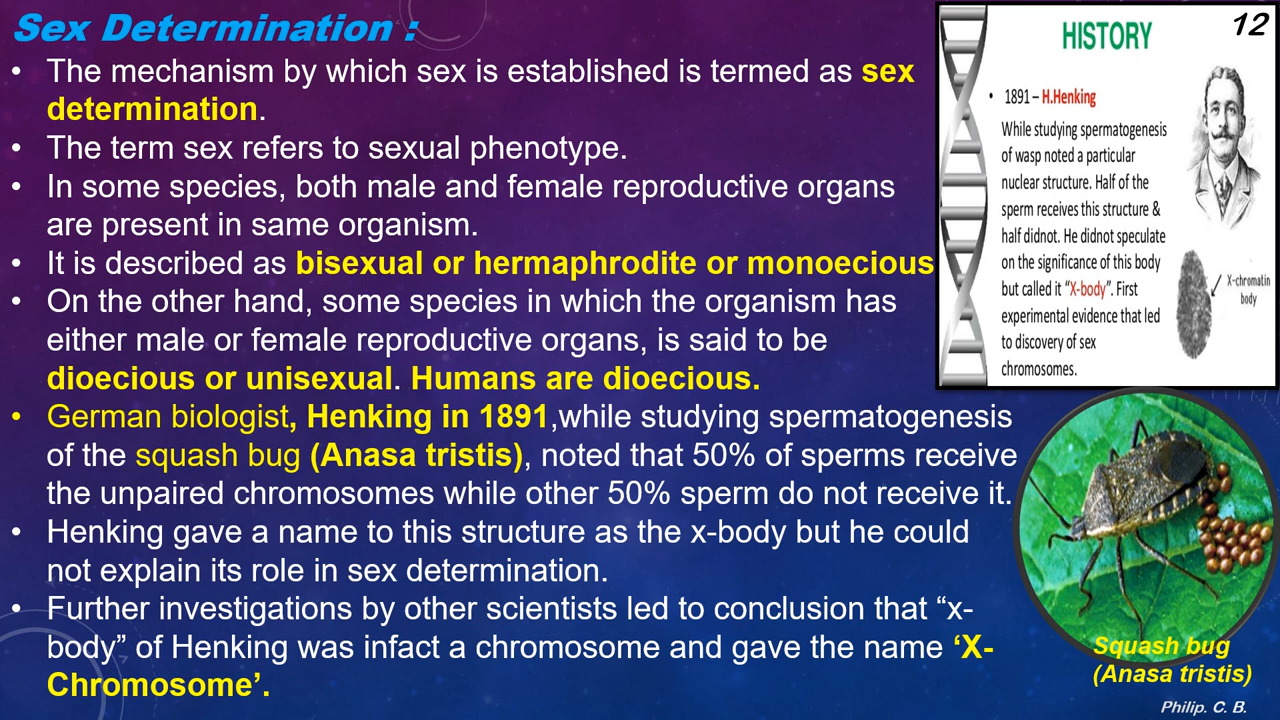 Sex Determination :
• The mechanism by which sex is established is termed as sex
determination.
• The term sex refers to sexual phenotype.
• In some species, both male and female reproductive organs
are present in same organism.
• It is described as bisexual or hermaphrodite or monoecious
• On the other hand, some species in which the organism has
either male or female reproductive organs, is said to be
dioecious or unisexual. Humans are dioecious.
• German biologist, Henking in 1891,while studying spermatogenesis
of the squash bug (Anasa tristis), noted that 50% of sperms receive
the unpaired chromosomes while other 50% sperm do not receive it.
• Henking gave a name to this structure as the x-body but he could
not explain its role in sex determination.
• Further investigations by other scientists led to conclusion that “x-
body” of Henking was infact a chromosome and gave the name ‘X-
Chromosome’.
HISTORY
12
• 1891 – H.Henking
While studying spermatogenesis
of wasp noted a particular
nuclear structure. Half of the
sperm receives this structure &
half didnot. He didnot speculate
on the significance of this body
but called it “X-body”. First
experimental evidence that led
to discovery of sex
chromosomes.
X-chromatin
body
Squash bug
(Anasa tristis)
Philip. C. B.